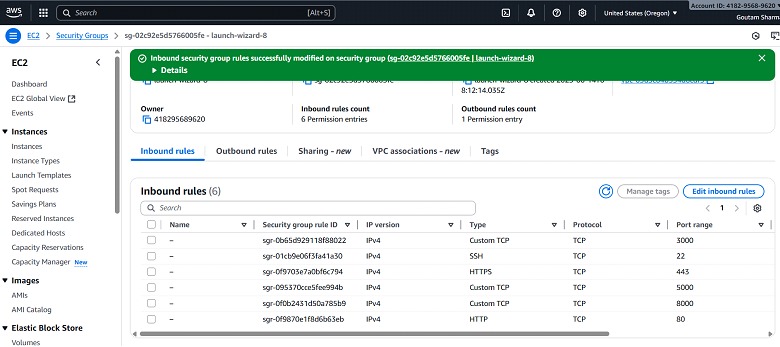 aws
Search
[Alt+S]
United States (Oregon)
Account ID: 4182-9568-9620
Goutam Sharm
EC2 > Security Groups > sg-02c92e5d5766005fe - launch-wizard-8
Inbound security group rules successfully modified on security group (sg-02c92e5d5766005fe | launch-wizard-8)
Details
8:12:14.035Z
Owner
418295689620
Inbound rules count
6 Permission entries
Outbound rules count
1 Permission entry
EC2
Dashboard
EC2 Global View
Events
Instances
Instances
Instance Types
Launch Templates
Spot Requests
Savings Plans
Reserved Instances
Dedicated Hosts
Capacity Reservations
Capacity Manager New
Images
AMIs
AMI Catalog
Elastic Block Store
Volumes
Inbound rules
Outbound rules
Sharing - new
VPC associations - new
Tags
Inbound rules (6)
Manage tags
Edit inbound rules
Search
1
Name Security group rule ID IP version Type Protocol Port range
– sgr-0b65d929118f88022 IPv4 Custom TCP TCP 3000
– sgr-01cb9e06f3fa41a30 IPv4 SSH TCP 22
– sgr-0f9703e7a0bf6c794 IPv4 HTTPS TCP 443
– sgr-095370cce5fee994b IPv4 Custom TCP TCP 5000
– sgr-0f0b2431d50a785b9 IPv4 Custom TCP TCP 8000
– sgr-0f9870e1f8d6b63eb IPv4 HTTP TCP 80